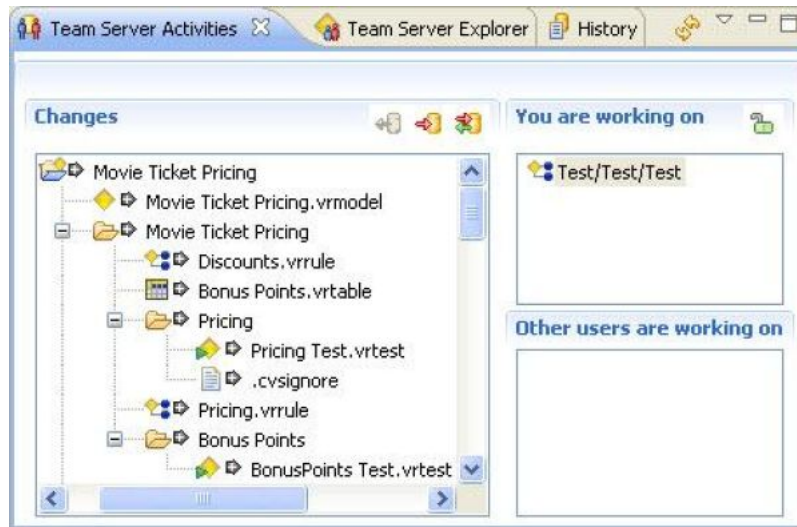 Team Server Activities
Team Server Explorer
History
Changes
Movie Ticket Pricing
Movie Ticket Pricing.vrmodel
Movie Ticket Pricing
Discounts.vrrule
Bonus Points.vrtable
Pricing
Pricing Test.vrtest
.cvsignore
Pricing.vrrule
Bonus Points
BonusPoints Test.vrtest
You are working on
Test/Test/Test
Other users are working on